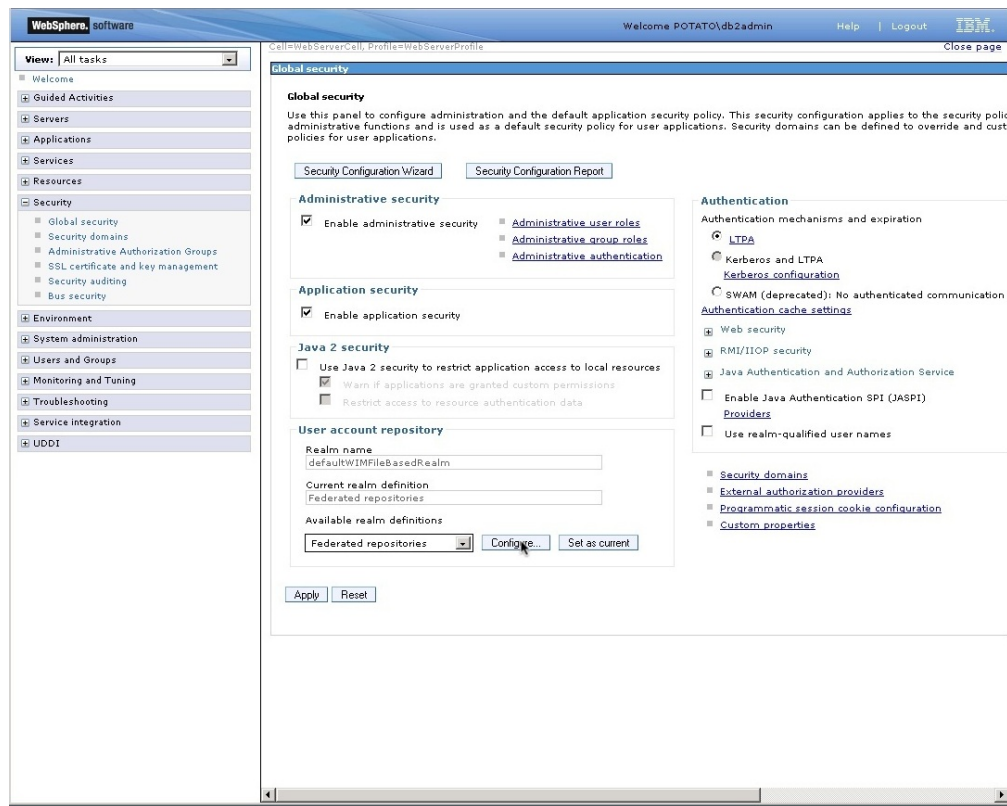 WebSphere. software
Welcome POTATO\db2admin
Help | Logout
IBM.
View: All tasks
Welcome
Guided Activities
Servers
Applications
Services
Resources
Security
Global security
Security domains
Administrative Authorization Groups
SSL certificate and key management
Security auditing
Bus security
Environment
System administration
Users and Groups
Monitoring and Tuning
Troubleshooting
Service integration
UDDI
Cell=WebServerCell, Profile=WebServerProfile
Close page
Global security
Global security
Use this panel to configure administration and the default application security policy. This security configuration applies to the security polic
administrative functions and is used as a default security policy for user applications. Security domains can be defined to override and cust
policies for user applications.
Security Configuration Wizard
Security Configuration Report
Administrative security
Enable administrative security
Administrative user roles
Administrative group roles
Administrative authentication
Application security
Enable application security
Java 2 security
Use Java 2 security to restrict application access to local resources
Warn if applications are granted custom permissions
Restrict access to resource authentication data
User account repository
Realm name
defaultWIMFileBasedRealm
Current realm definition
Federated repositories
Available realm definitions
Federated repositories
Configure...
Set as current
Apply
Reset
Authentication
Authentication mechanisms and expiration
LTPA
Kerberos and LTPA
Kerberos configuration
SWAM (deprecated): No authenticated communication
Authentication cache settings
Web security
RMI/IIOP security
Java Authentication and Authorization Service
Enable Java Authentication SPI (JASPI)
Providers
Use realm-qualified user names
Security domains
External authorization providers
Programmatic session cookie configuration
Custom properties